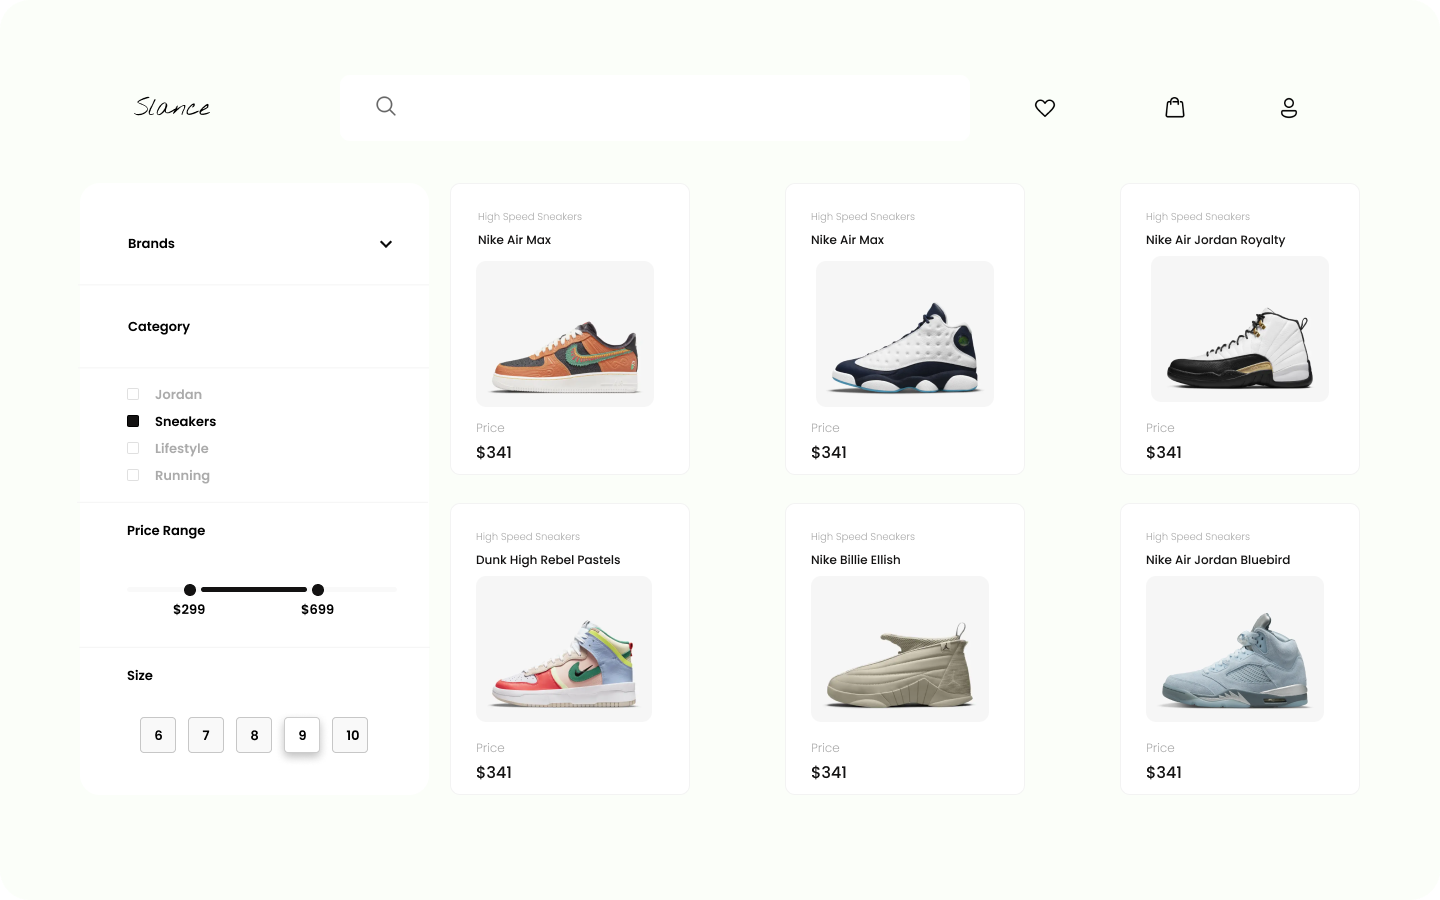 Slance
Brands
Category
Jordan
Sneakers
Lifestyle
Running
Price Range
$299
$699
Size
6
7
8
9
10
High Speed Sneakers
Nike Air Max
Price
$341
High Speed Sneakers
Nike Air Max
Price
$341
High Speed Sneakers
Nike Air Jordan Royalty
Price
$341
High Speed Sneakers
Dunk High Rebel Pastels
Price
$341
High Speed Sneakers
Nike Billie Ellish
Price
$341
High Speed Sneakers
Nike Air Jordan Bluebird
Price
$341